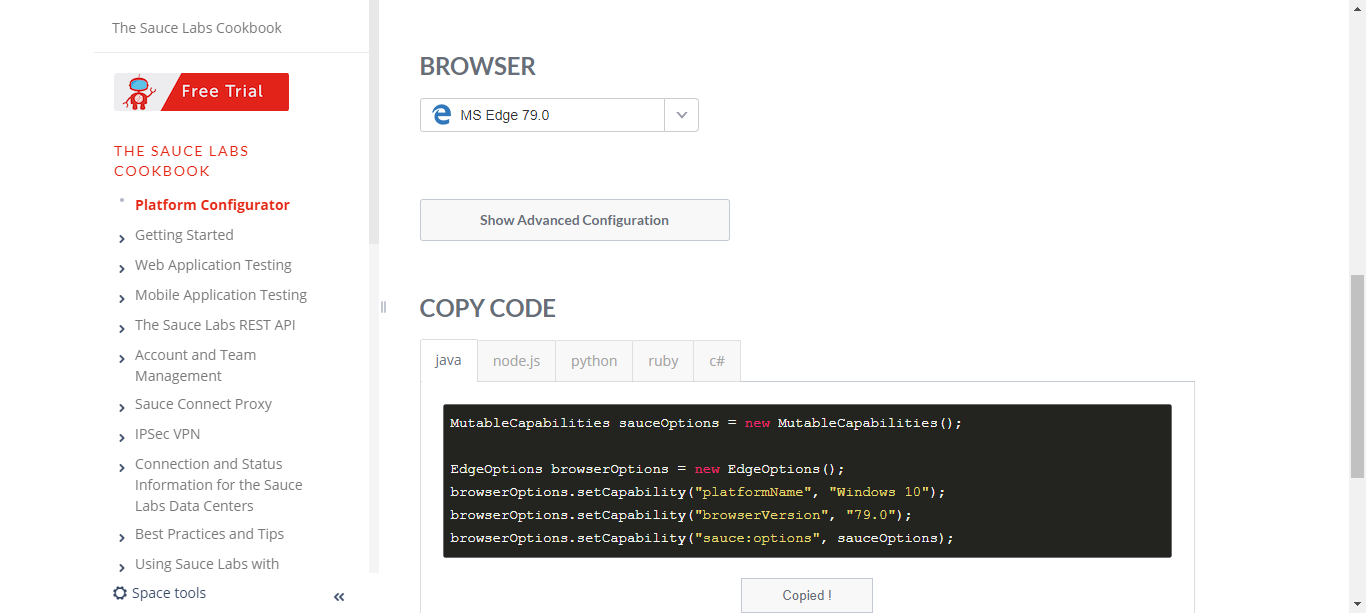 The Sauce Labs Cookbook
Free Trial
THE SAUCE LABS
COOKBOOK
Platform Configurator
Getting Started
Web Application Testing
Mobile Application Testing
The Sauce Labs REST API
Account and Team
Management
Sauce Connect Proxy
IPSec VPN
Connection and Status
Information for the Sauce
Labs Data Centers
Best Practices and Tips
Using Sauce Labs with
Space tools
BROWSER
MS Edge 79.0
Show Advanced Configuration
COPY CODE
java node.js python ruby c#
MutableCapabilities sauceOptions = new MutableCapabilities();
EdgeOptions browserOptions = new EdgeOptions();
browserOptions.setCapability("platformName", "Windows 10");
browserOptions.setCapability("browserVersion", "79.0");
browserOptions.setCapability("sauce:options", sauceOptions);
Copied !